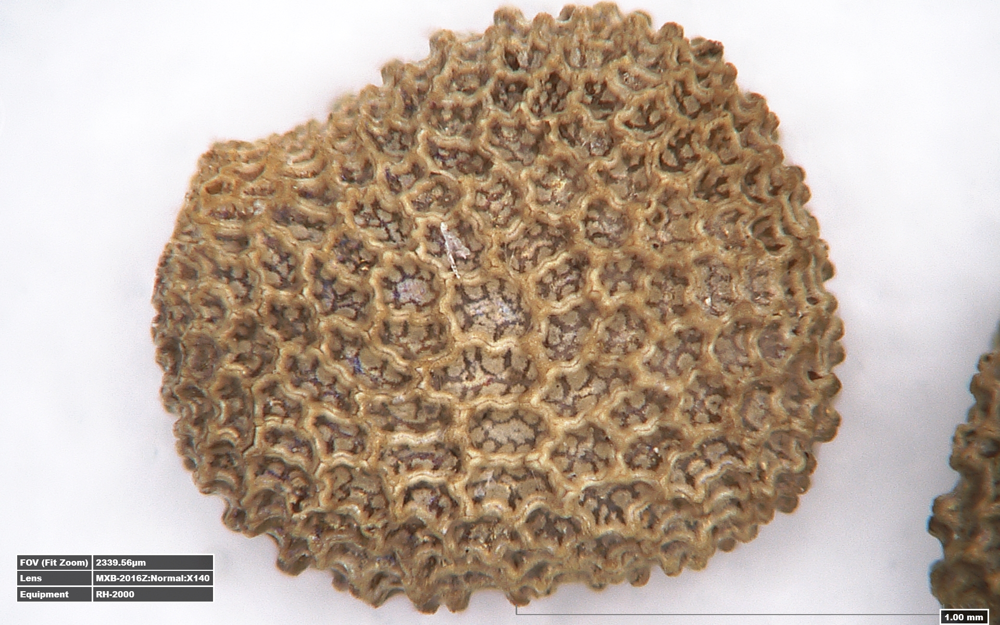 FOV (Fit Zoom) 2339.56µm
Lens MXB-2016Z:Normal:X140
Equipment RH-2000
1.00 mm